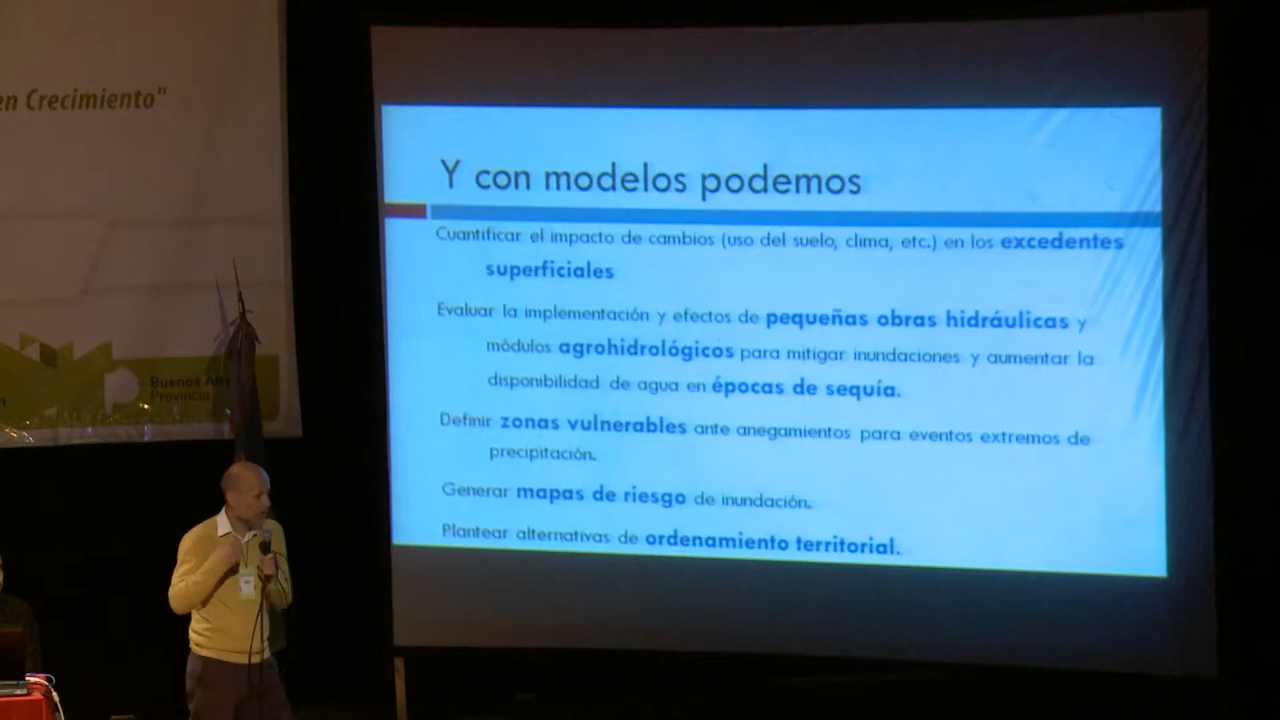 en Crecimiento"
Buenos Aires
Provincia
Y con modelos podemos
Cuantificar el impacto de cambios (uso del suelo, clima, etc.) en los excedentes
superficiales
Evaluar la implementación y efectos de pequeñas obras hidráulicas y
módulos agrohidrológicos para mitigar inundaciones y aumentar la
disponibilidad de agua en épocas de sequía.
Definir zonas vulnerables ante anegamientos para eventos extremos de
precipitación.
Generar mapas de riesgo de inundación.
Plantear alternativas de ordenamiento territorial.